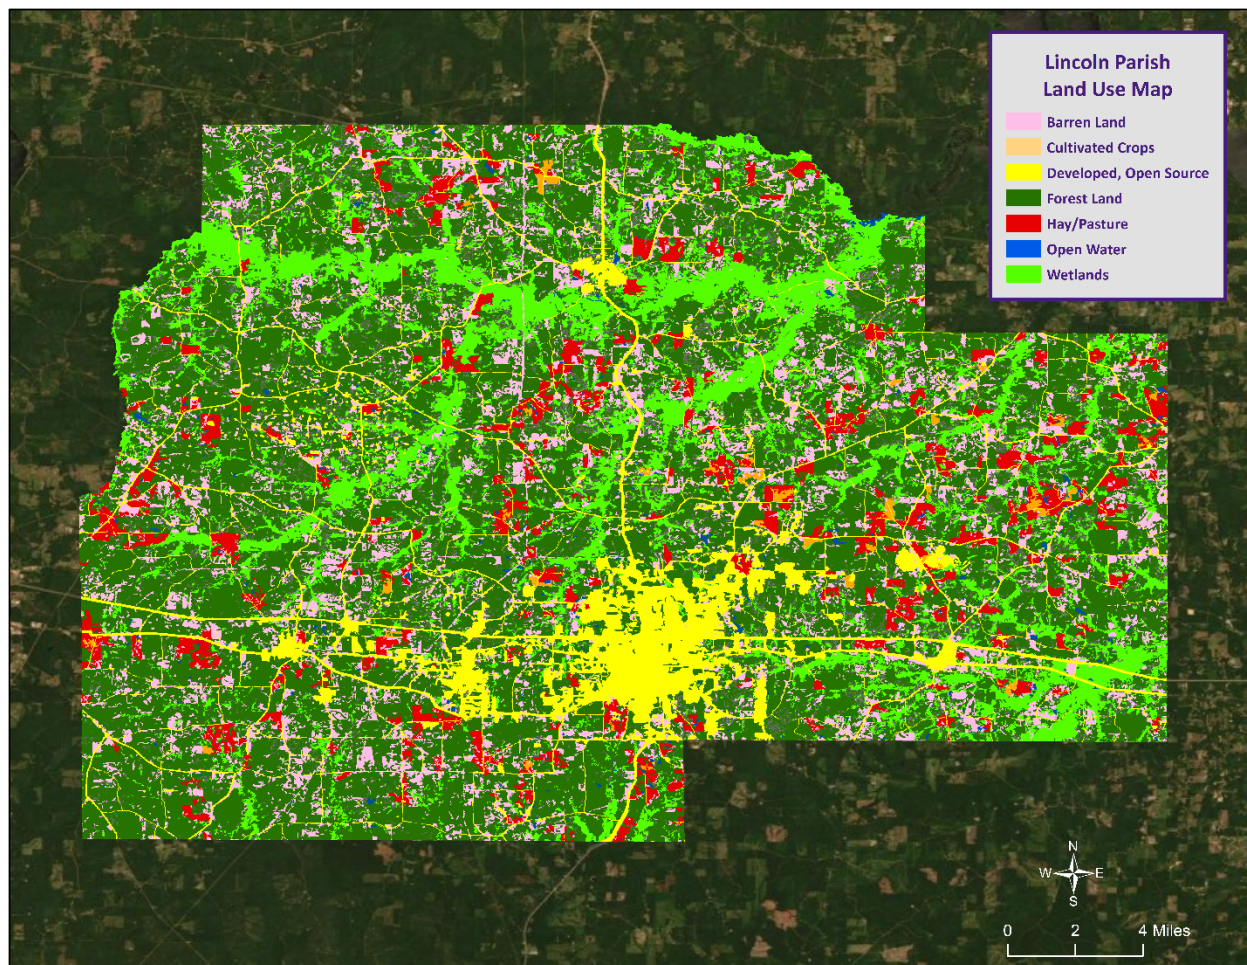 Lincoln Parish
Land Use Map
Barren Land
Cultivated Crops
Developed, Open Source
Forest Land
Hay/Pasture
Open Water
Wetlands
N
W E
S
0 2 4 Miles